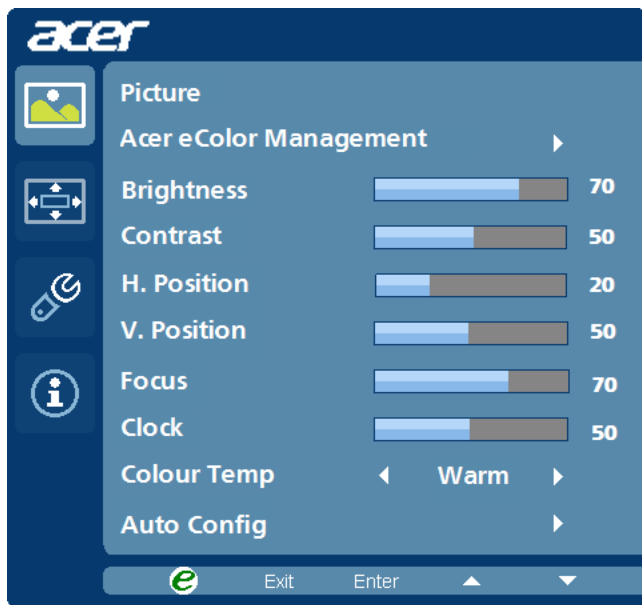 acer
Picture
Acer eColor Management
Brightness 70
Contrast 50
H. Position 20
V. Position 50
Focus 70
Clock 50
Colour Temp Warm
Auto Config
e Exit Enter